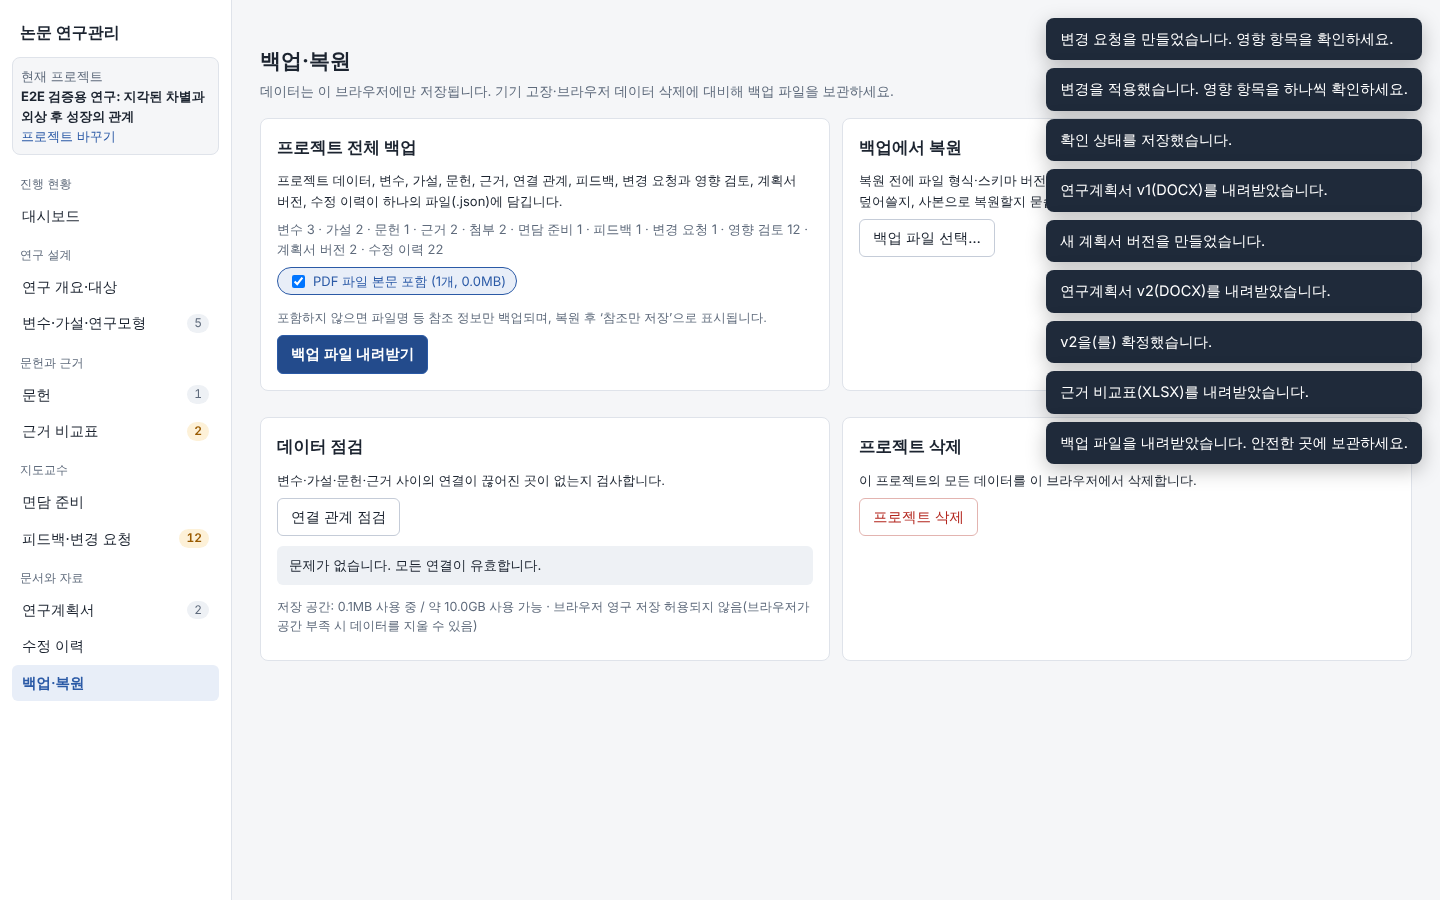 논문 연구관리
현재 프로젝트
E2E 검증용 연구: 지각된 차별과
외상 후 성장의 관계
프로젝트 바꾸기
진행 현황
대시보드
연구 설계
연구 개요·대상
변수·가설·연구모형 5
문헌과 근거
문헌 1
근거 비교표 2
지도교수
면담 준비
피드백·변경 요청 12
문서와 자료
연구계획서 2
수정 이력
백업·복원
백업·복원
데이터는 이 브라우저에만 저장됩니다. 기기 고장·브라우저 데이터 삭제에 대비해 백업 파일을 보관하세요.
프로젝트 전체 백업
프로젝트 데이터, 변수, 가설, 문헌, 근거, 연결 관계, 피드백, 변경 요청과 영향 검토, 계획서
버전, 수정 이력이 하나의 파일(.json)에 담깁니다.
변수 3 · 가설 2 · 문헌 1 · 근거 2 · 첨부 2 · 면담 준비 1 · 피드백 1 · 변경 요청 1 · 영향 검토 12 ·
계획서 버전 2 · 수정 이력 22
PDF 파일 본문 포함 (1개, 0.0MB)
포함하지 않으면 파일명 등 참조 정보만 백업되며, 복원 후 ‘참조만 저장’으로 표시됩니다.
백업 파일 내려받기
백업에서 복원
복원 전에 파일 형식·스키마 버전
덮어쓸지, 사본으로 복원할지
백업 파일 선택…
데이터 점검
변수·가설·문헌·근거 사이의 연결이 끊어진 곳이 없는지 검사합니다.
연결 관계 점검
문제가 없습니다. 모든 연결이 유효합니다.
저장 공간: 0.1MB 사용 중 / 약 10.0GB 사용 가능 · 브라우저 영구 저장 허용되지 않음(브라우저가
공간 부족 시 데이터를 지울 수 있음)
프로젝트 삭제
이 프로젝트의 모든 데이터를 이 브라우저에서 삭제합니다.
프로젝트 삭제
변경 요청을 만들었습니다. 영향 항목을 확인하세요.
변경을 적용했습니다. 영향 항목을 하나씩 확인하세요.
확인 상태를 저장했습니다.
연구계획서 v1(DOCX)를 내려받았습니다.
새 계획서 버전을 만들었습니다.
연구계획서 v2(DOCX)를 내려받았습니다.
v2을(를) 확정했습니다.
근거 비교표(XLSX)를 내려받았습니다.
백업 파일을 내려받았습니다. 안전한 곳에 보관하세요.